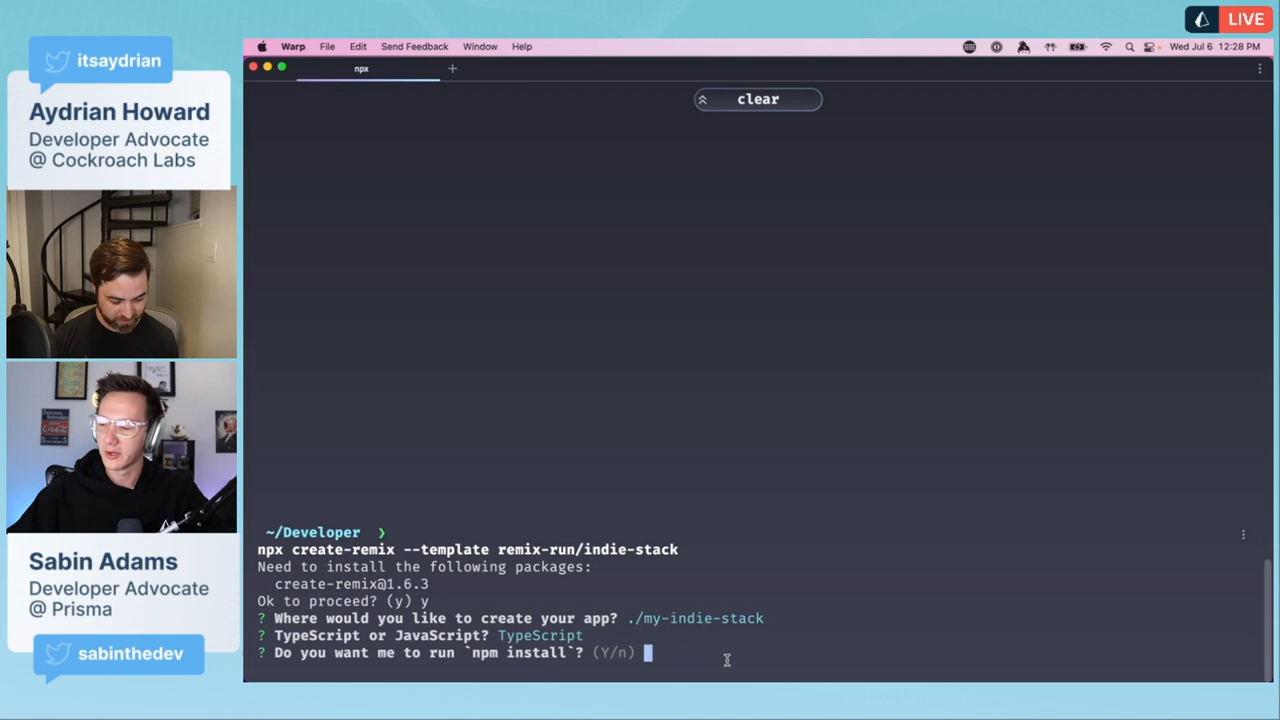 LIVE
itsaydrian
Aydrian Howard
Developer Advocate
@ Cockroach Labs
Sabin Adams
Developer Advocate
@ Prisma
sabinthedev
Warp File Edit Send Feedback Window Help
Wed Jul 6 12:28 PM
npx
clear
~/Developer ❯
npx create-remix --template remix-run/indie-stack
Need to install the following packages:
create-remix@1.6.3
Ok to proceed? (y) y
? Where would you like to create your app? ./my-indie-stack
? TypeScript or JavaScript? TypeScript
? Do you want me to run `npm install`? (Y/n)